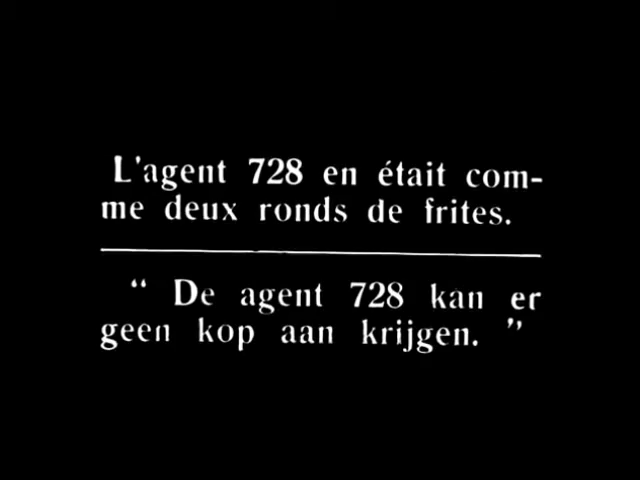 L'agent 728 en était com-
me deux ronds de frites.
“ De agent 728 kan er
geen kop aan krijgen. ”